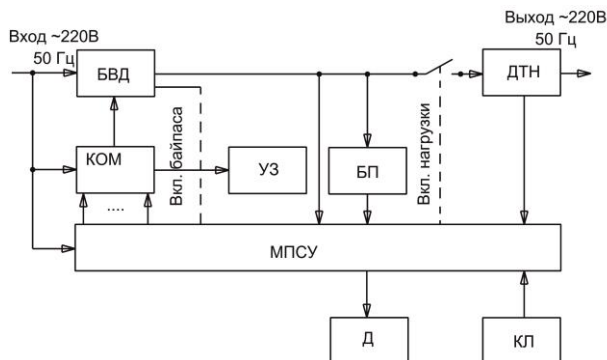 Вход ~220В
50 Гц
Выход ~220В
50 Гц
БВД
ДТН
КОМ
Вкл. байпаса
УЗ
БП
Вкл. нагрузки
....
МПСУ
Д
КЛ